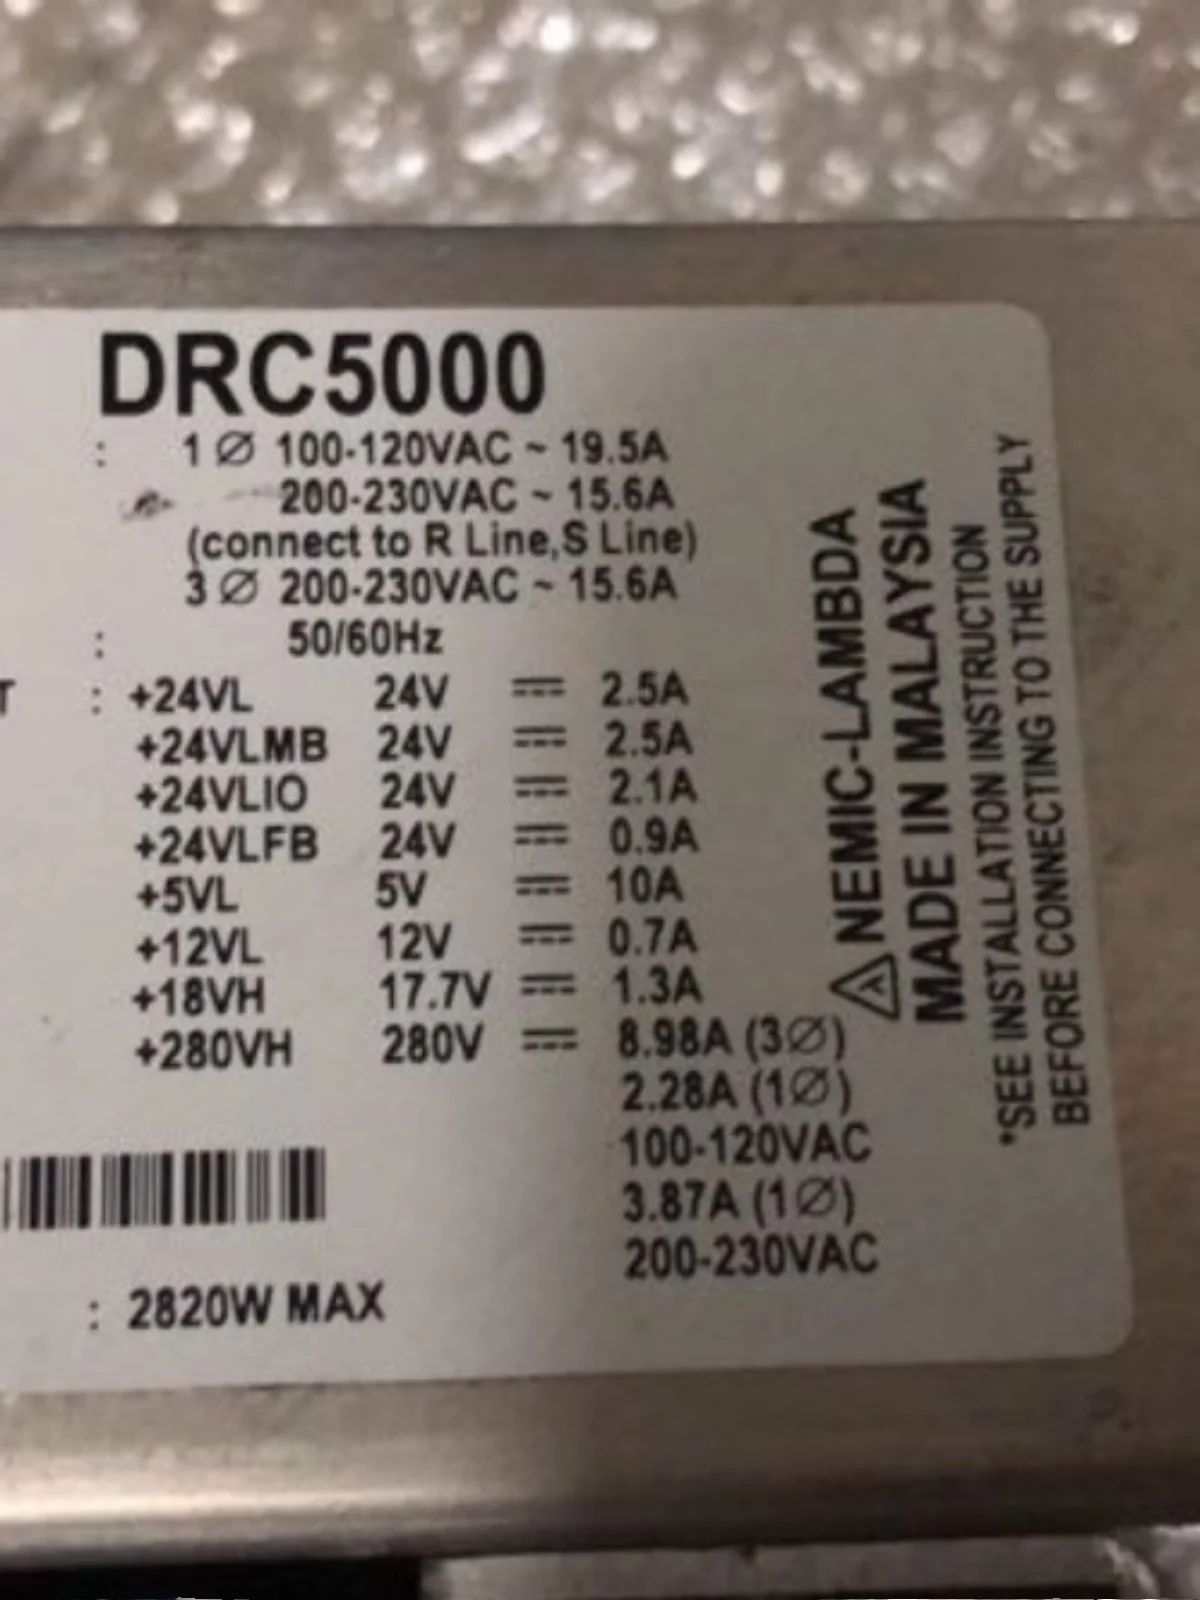 DRC5000
: 1 Ø 100-120VAC ~ 19.5A
200-230VAC ~ 15.6A
(connect to R Line,S Line)
3 Ø 200-230VAC ~ 15.6A
: 50/60Hz
T : +24VL 24V ⎓ 2.5A
+24VLMB 24V ⎓ 2.5A
+24VLIO 24V ⎓ 2.1A
+24VLFB 24V ⎓ 0.9A
+5VL 5V ⎓ 10A
+12VL 12V ⎓ 0.7A
+18VH 17.7V ⎓ 1.3A
+280VH 280V ⎓ 8.98A (3Ø)
2.28A (1Ø)
100-120VAC
3.87A (1Ø)
200-230VAC
: 2820W MAX
NEMIC-LAMBDA
MADE IN MALAYSIA
*SEE INSTALLATION INSTRUCTION
BEFORE CONNECTING TO THE SUPPLY